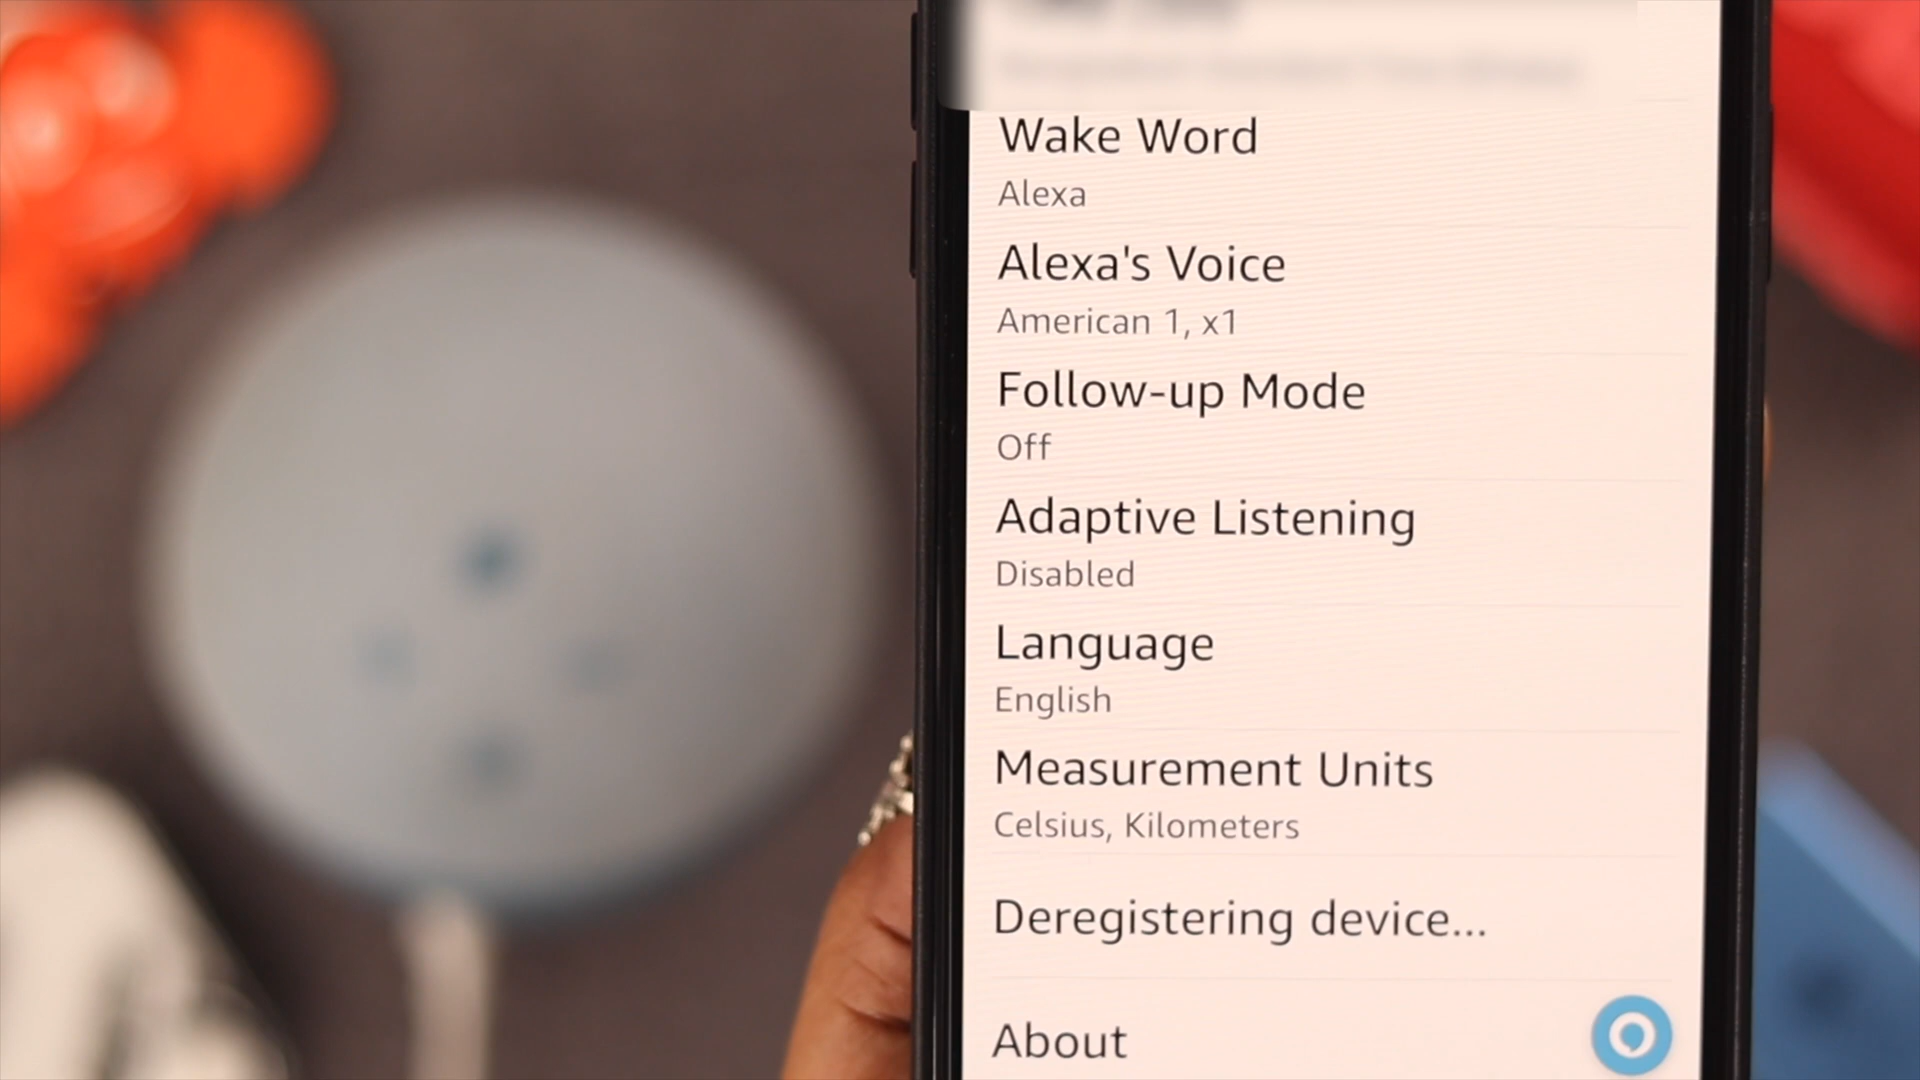 Wake Word
Alexa
Alexa's Voice
American 1, x1
Follow-up Mode
Off
Adaptive Listening
Disabled
Language
English
Measurement Units
Celsius, Kilometers
Deregistering device...
About